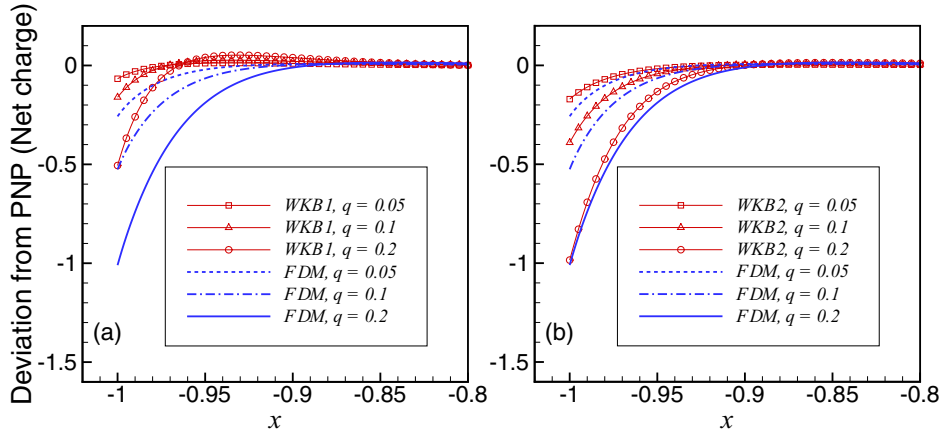 Deviation from PNP (Net charge)
0
-0.5
-1
-1.5
WKB1, q = 0.05
WKB1, q = 0.1
WKB1, q = 0.2
FDM, q = 0.05
FDM, q = 0.1
FDM, q = 0.2
(a)
-1 -0.95 -0.9 -0.85 -0.8
x
0
-0.5
-1
-1.5
WKB2, q = 0.05
WKB2, q = 0.1
WKB2, q = 0.2
FDM, q = 0.05
FDM, q = 0.1
FDM, q = 0.2
(b)
-1 -0.95 -0.9 -0.85 -0.8
x